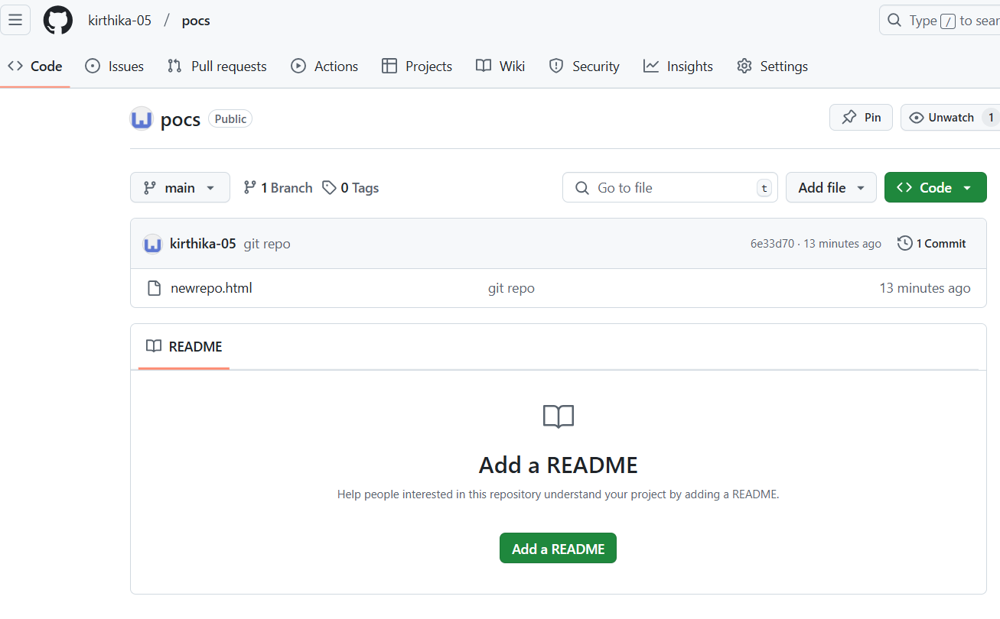 kirthika-05 / pocs
Type / to sear
Code Issues Pull requests Actions Projects Wiki Security Insights Settings
pocs Public Pin Unwatch 1
main 1 Branch 0 Tags Go to file t Add file Code
kirthika-05 git repo 6e33d70 · 13 minutes ago 1 Commit
newrepo.html git repo 13 minutes ago
README
Add a README
Help people interested in this repository understand your project by adding a README.
Add a README